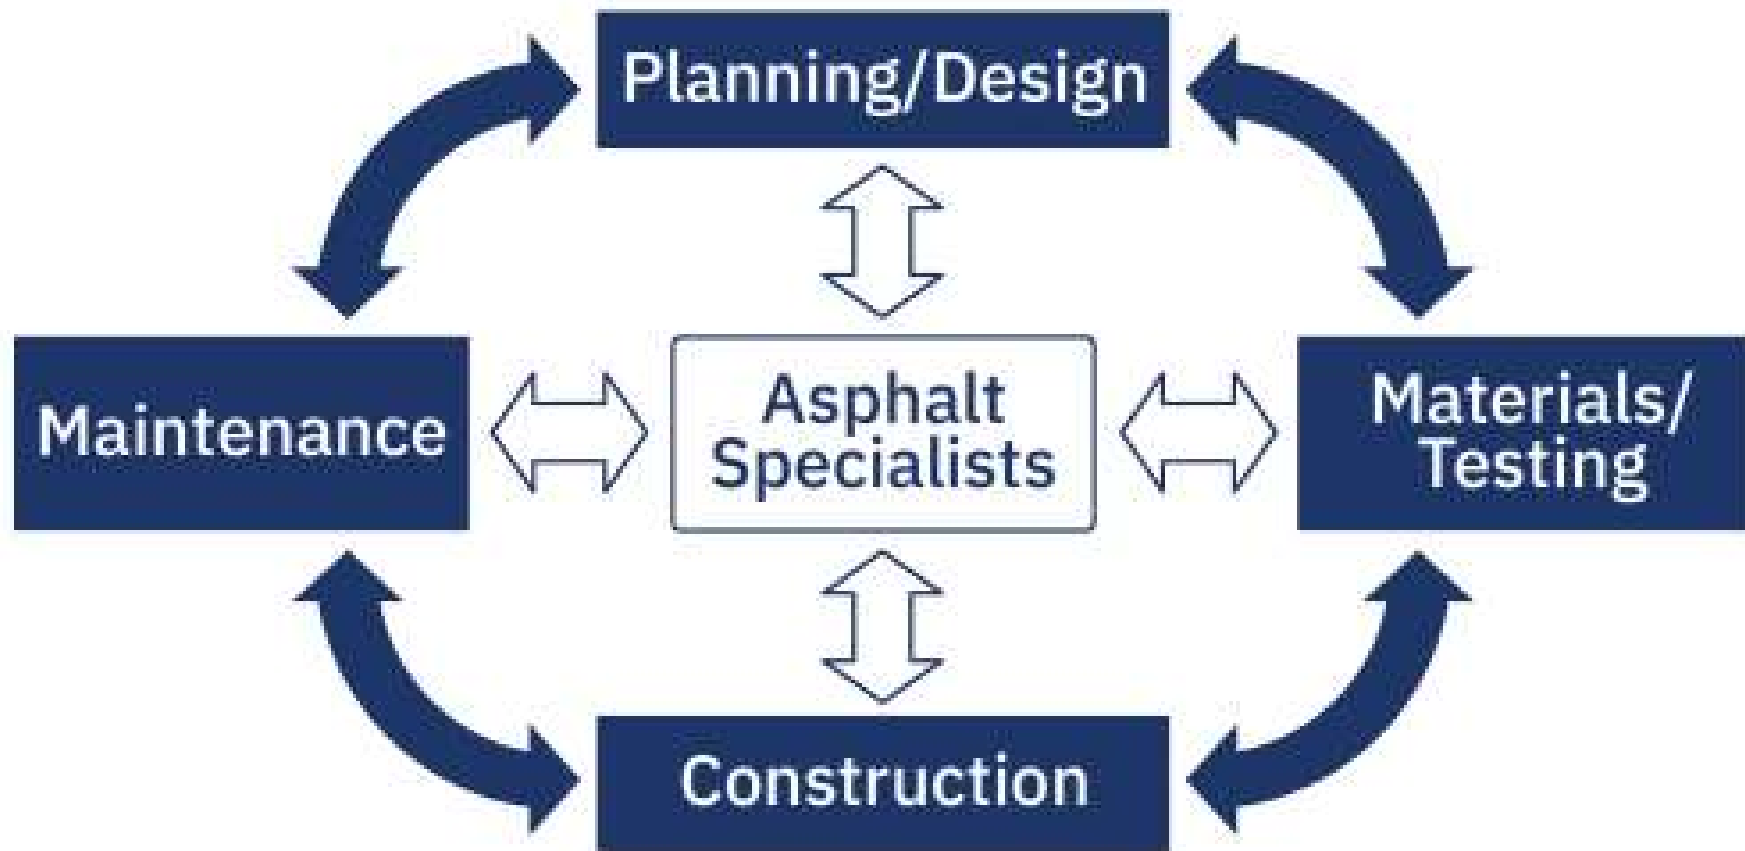 Planning/Design
Maintenance
Asphalt
Specialists
Materials/
Testing
Construction